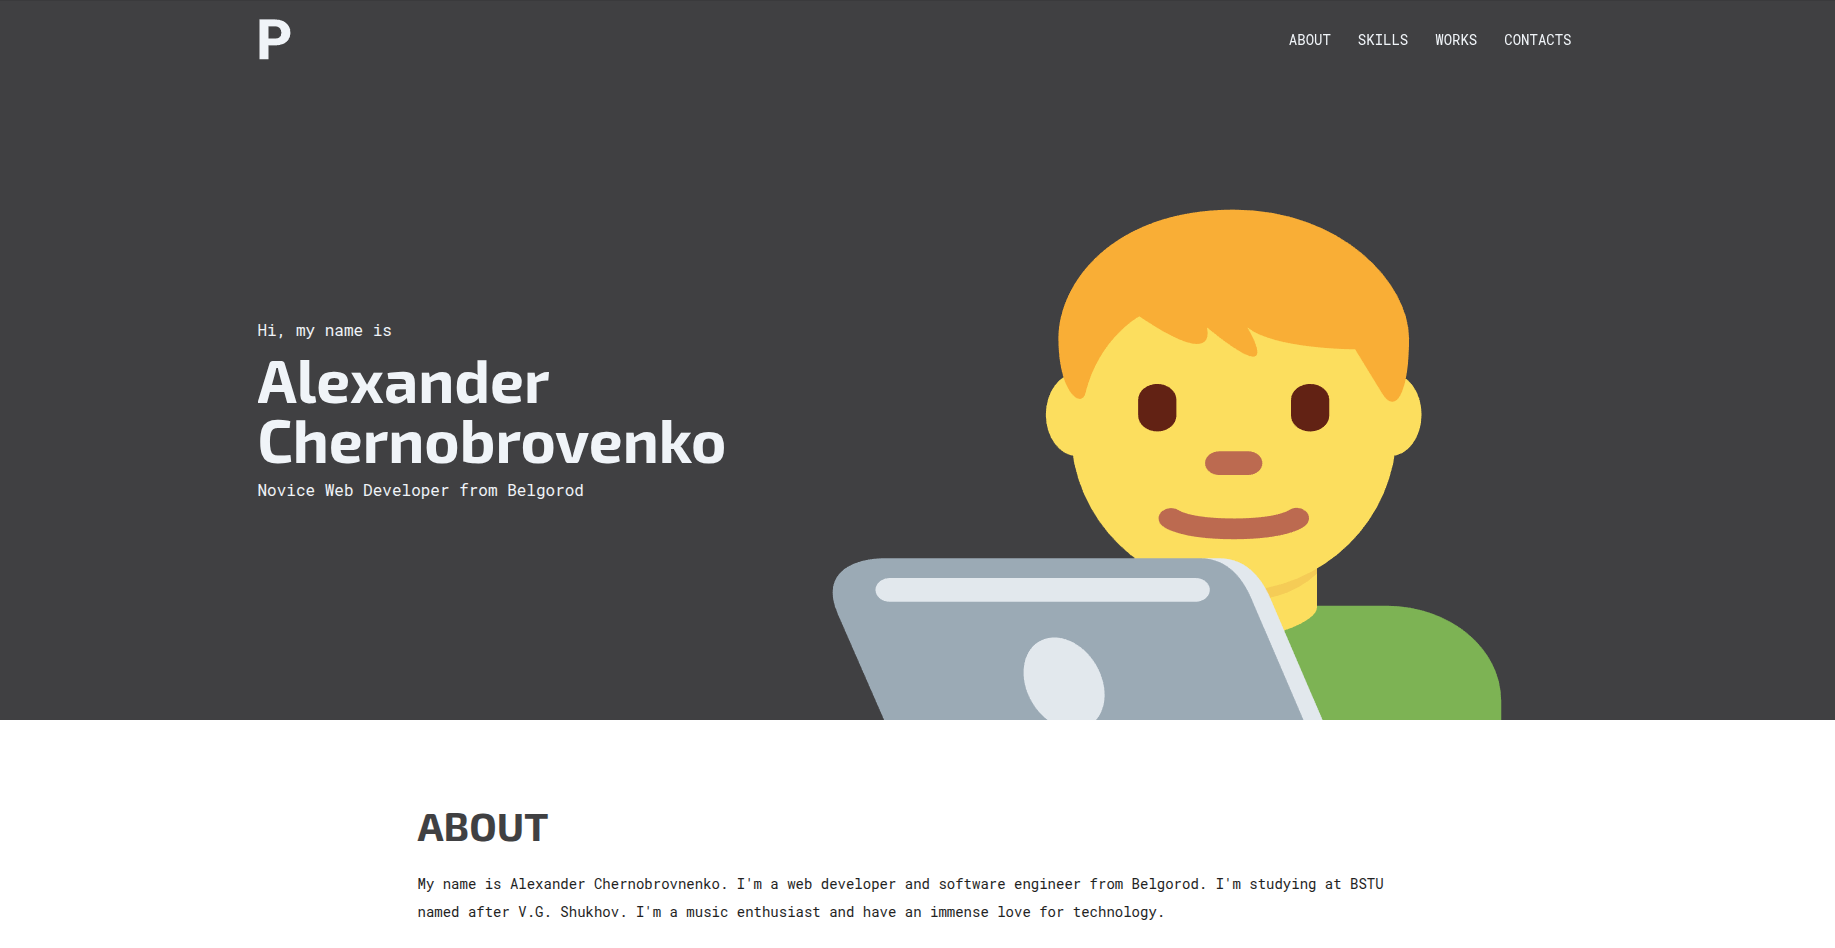 P
ABOUT SKILLS WORKS CONTACTS
Hi, my name is
Alexander
Chernobrovenko
Novice Web Developer from Belgorod
ABOUT
My name is Alexander Chernobrovnenko. I'm a web developer and software engineer from Belgorod. I'm studying at BSTU
named after V.G. Shukhov. I'm a music enthusiast and have an immense love for technology.